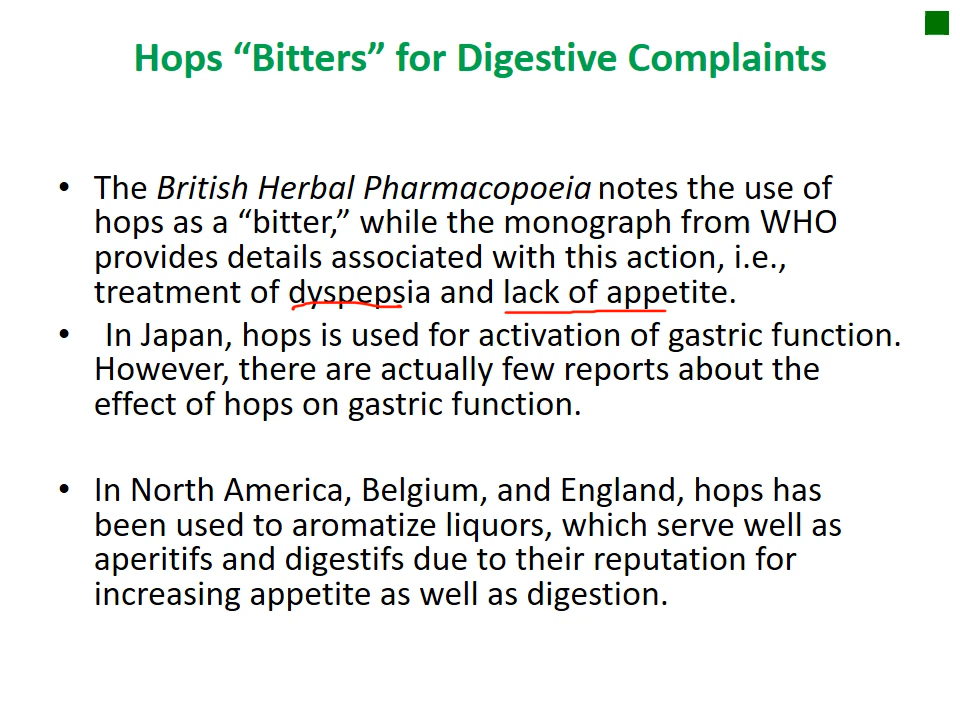 Hops “Bitters” for Digestive Complaints
• The British Herbal Pharmacopoeia notes the use of
hops as a “bitter,” while the monograph from WHO
provides details associated with this action, i.e.,
treatment of dyspepsia and lack of appetite.
• In Japan, hops is used for activation of gastric function.
However, there are actually few reports about the
effect of hops on gastric function.
• In North America, Belgium, and England, hops has
been used to aromatize liquors, which serve well as
aperitifs and digestifs due to their reputation for
increasing appetite as well as digestion.